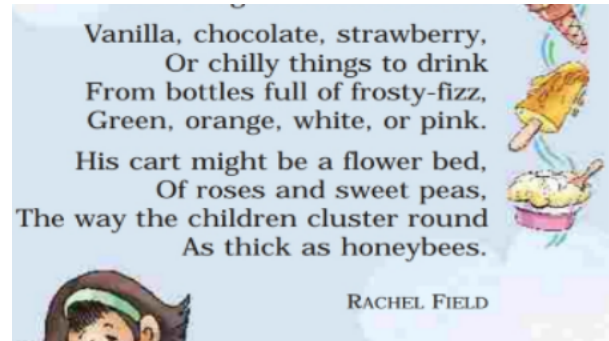 Vanilla, chocolate, strawberry,
Or chilly things to drink
From bottles full of frosty-fizz,
Green, orange, white, or pink.
His cart might be a flower bed,
Of roses and sweet peas,
The way the children cluster round
As thick as honeybees.
RACHEL FIELD